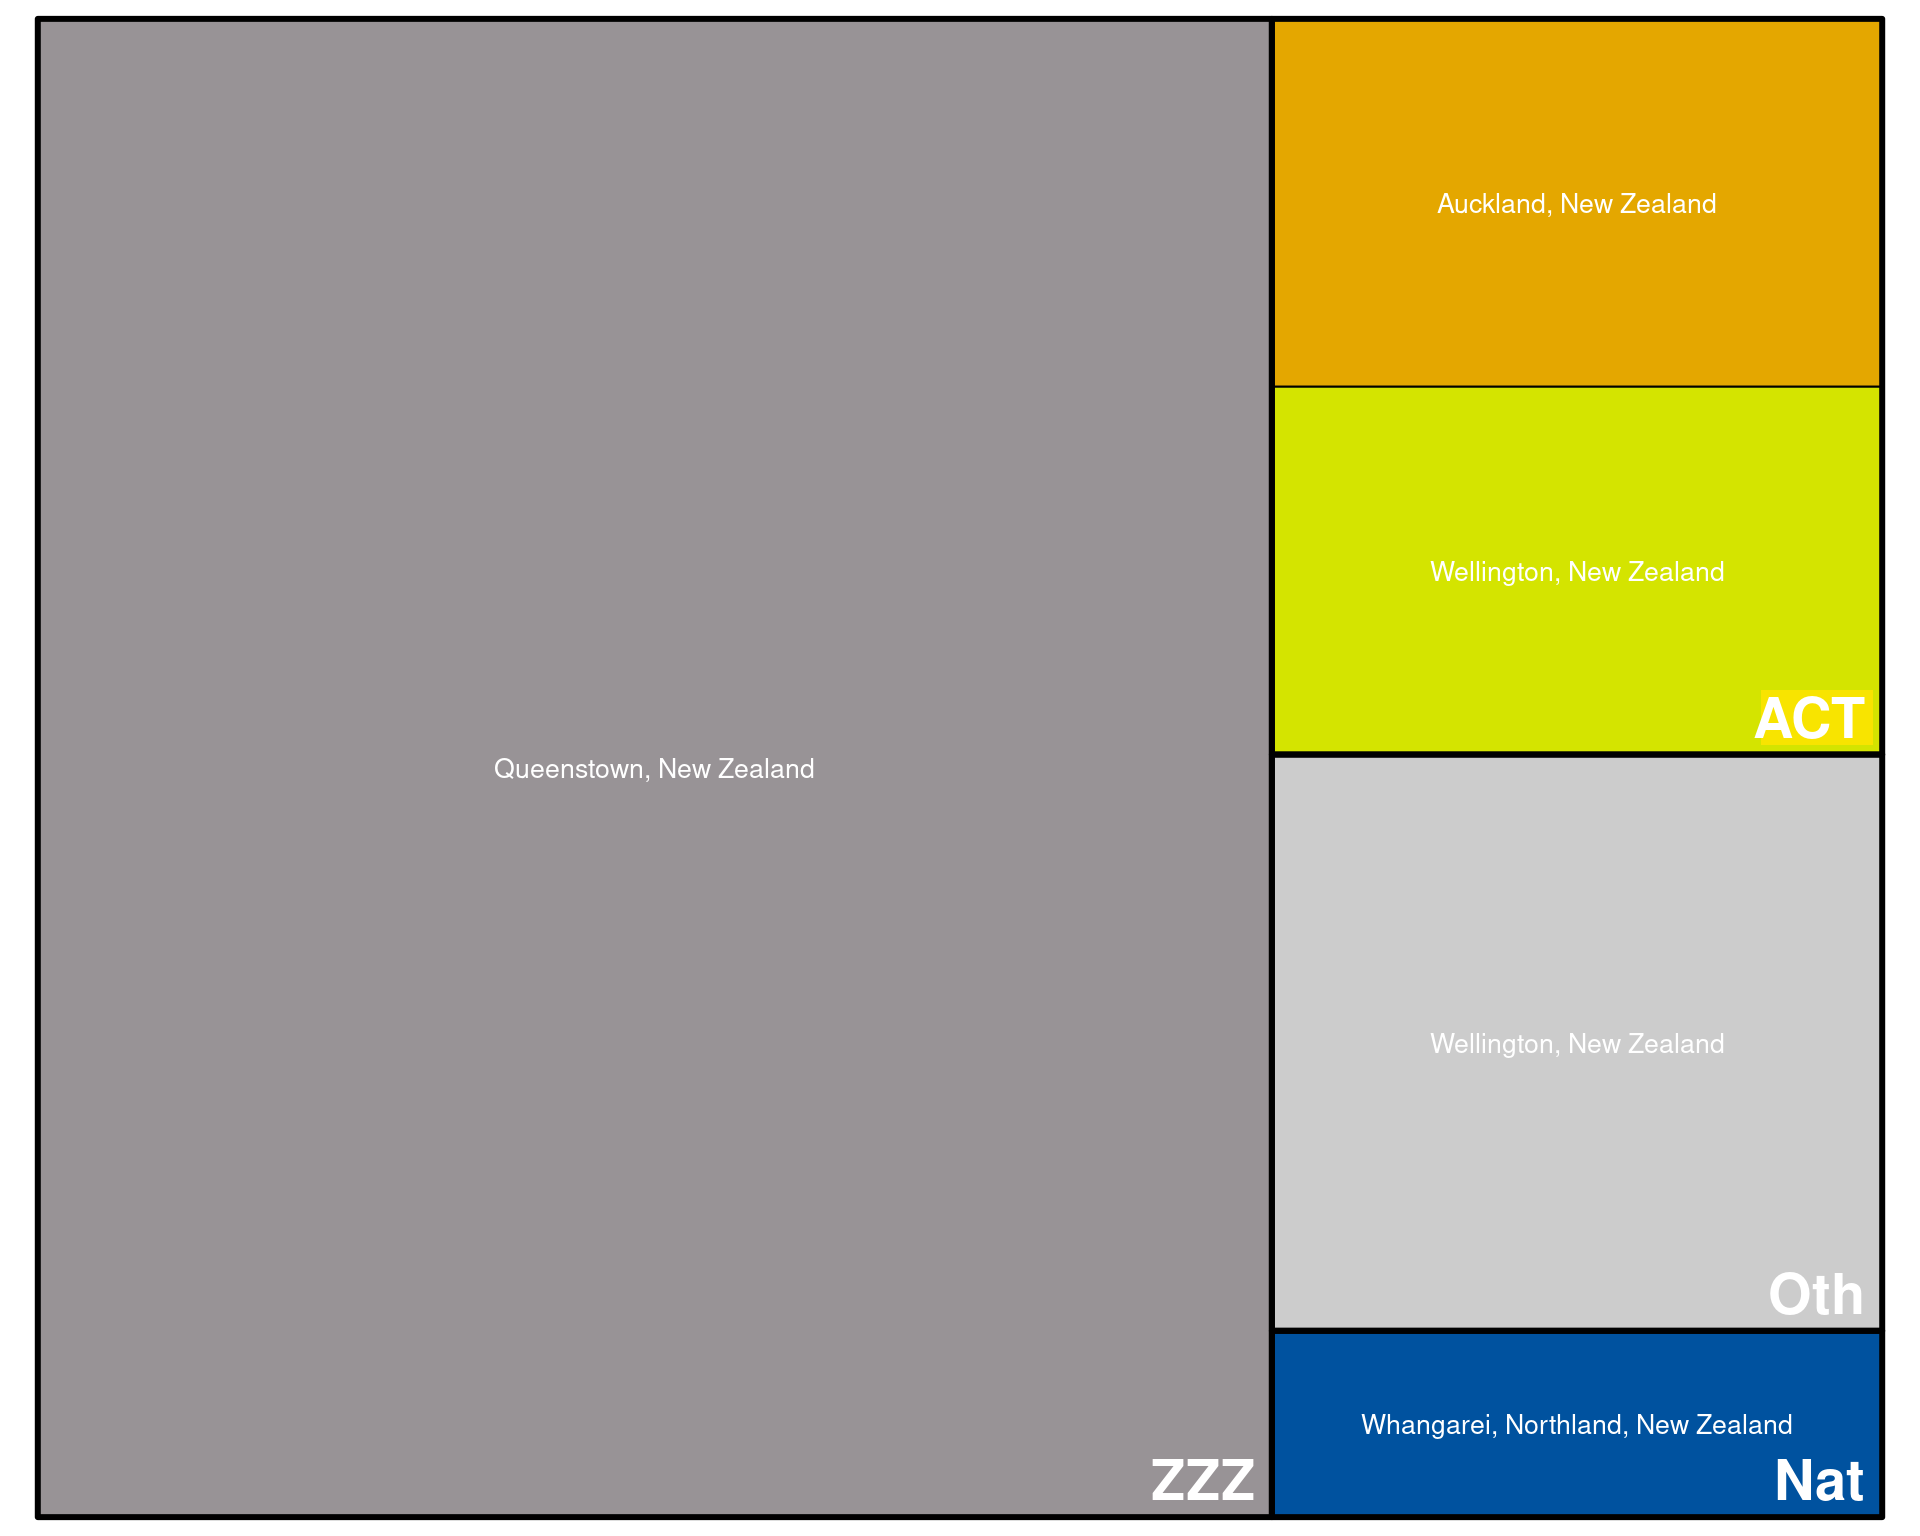 Queenstown, New Zealand
ZZZ
Auckland, New Zealand
Wellington, New Zealand
ACT
Wellington, New Zealand
Oth
Whangarei, Northland, New Zealand
Nat